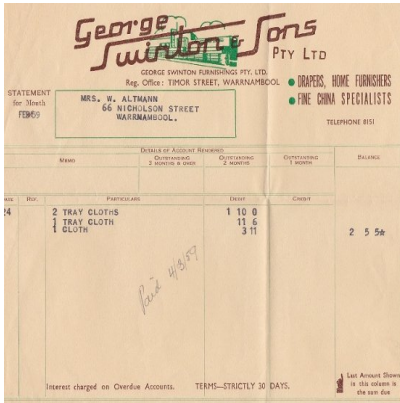 George
Swinton & Sons
PTY LTD
GEORGE SWINTON FURNISHINGS PTY. LTD.
Reg. Office: TIMOR STREET, WARRNAMBOOL
• DRAPERS, HOME FURNISHERS
• FINE CHINA SPECIALISTS
TELEPHONE 8151
STATEMENT
for Month
MRS. W. ALTMANN
66 NICHOLSON STREET
WARRNAMBOOL.
DETAILS OF ACCOUNT RENDERED
MEMO
OUTSTANDING
3 MONTHS & OVER
OUTSTANDING
2 MONTHS
OUTSTANDING
1 MONTH
BALANCE
REF. PARTICULARS DEBIT CREDIT
24 2 TRAY CLOTHS 1 10 0
1 TRAY CLOTH 11 6
1 CLOTH 3 11 2 5 5*
Paid 4/3/59
Interest charged on Overdue Accounts. TERMS—STRICTLY 30 DAYS.
Last Amount Shown
in this column is
the sum due